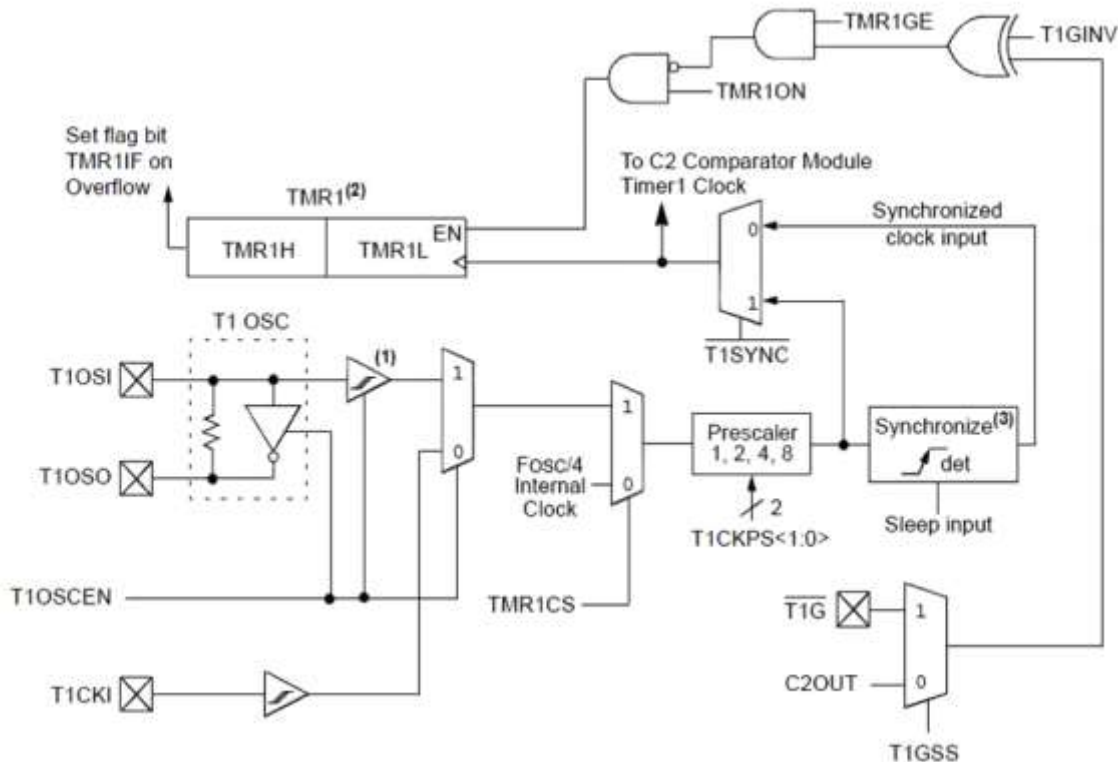 TMR1GE
T1GINV
TMR1ON
Set flag bit
TMR1IF on
Overflow
To C2 Comparator Module
Timer1 Clock
TMR1(2)
EN
TMR1H
TMR1L
0
Synchronized
clock input
1
T1SYNC
T1 OSC
(1)
T1OSI
1
1
Prescaler
1, 2, 4, 8
Synchronize(3)
det
0
T1OSO
FOSC/4
Internal
Clock
0
2
T1CKPS<1:0>
Sleep input
T1OSCEN
TMR1CS
T1G
1
T1CKI
C2OUT
0
T1GSS